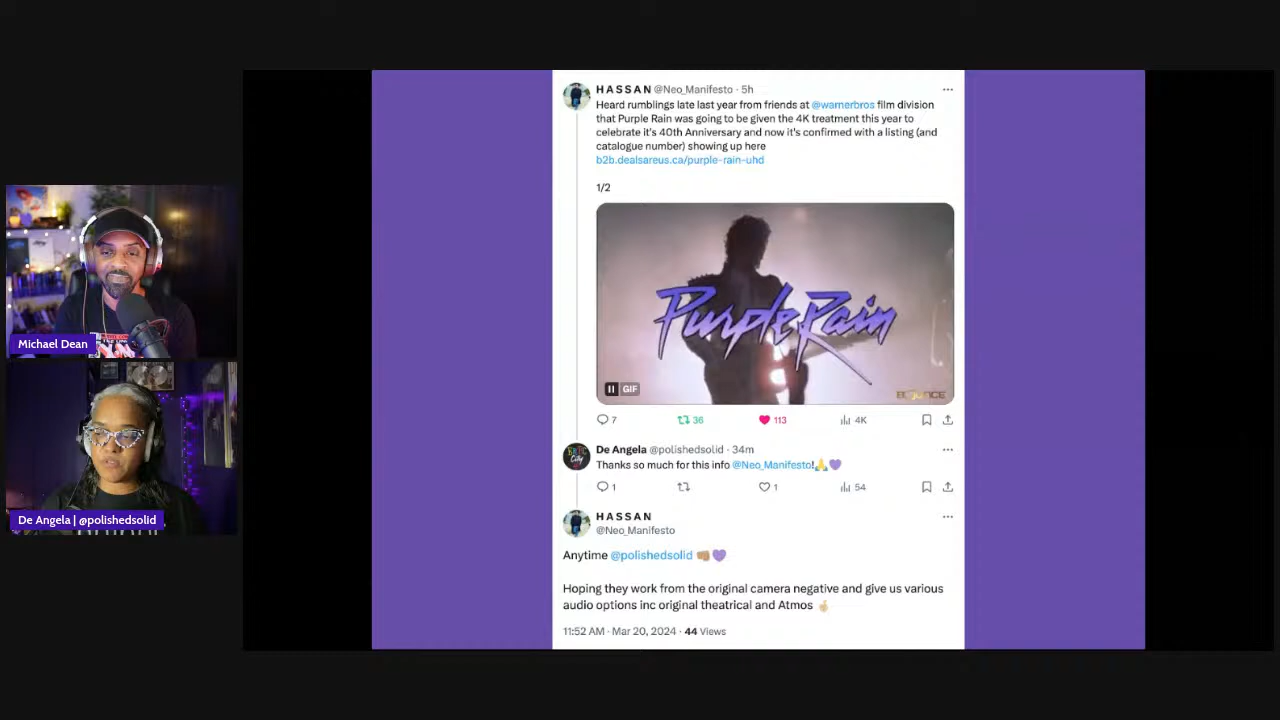 HASSAN @Neo_Manifesto · 5h
Heard rumblings late last year from friends at @warnerbros film division
that Purple Rain was going to be given the 4K treatment this year to
celebrate it's 40th Anniversary and now it's confirmed with a listing (and
catalogue number) showing up here
b2b.dealsareus.ca/purple-rain-uhd
1/2
Purple Rain
GIF
BOUNCE
7 36 113 4K
De Angela @polishedsolid · 34m
Thanks so much for this info @Neo_Manifesto!🙏💜
1 1 54
HASSAN
@Neo_Manifesto
Anytime @polishedsolid 👊🏽💜
Hoping they work from the original camera negative and give us various
audio options inc original theatrical and Atmos 🤞🏼
11:52 AM · Mar 20, 2024 · 44 Views
Michael Dean
De Angela | @polishedsolid